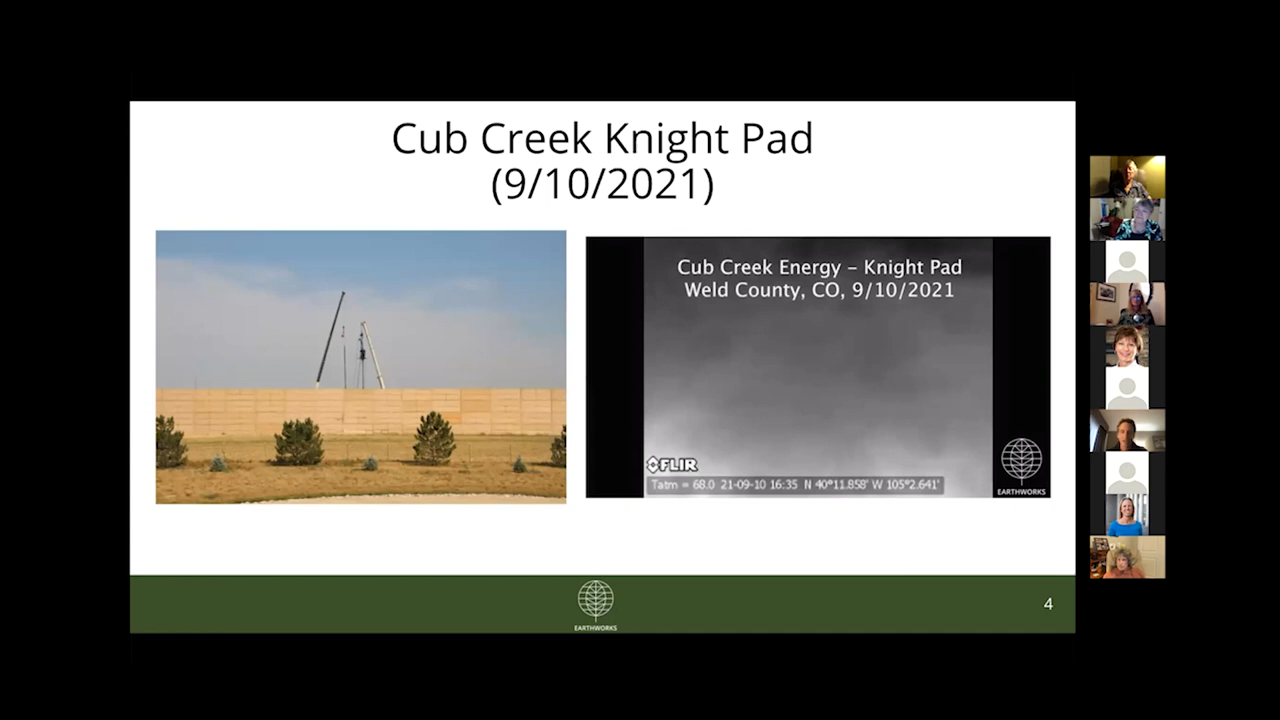 Cub Creek Knight Pad
(9/10/2021)
Cub Creek Energy – Knight Pad
Weld County, CO, 9/10/2021
FLIR
Tatm = 68.0 21-09-10 16:35 N 40°11.858' W 105°2.641'
EARTHWORKS
EARTHWORKS
4